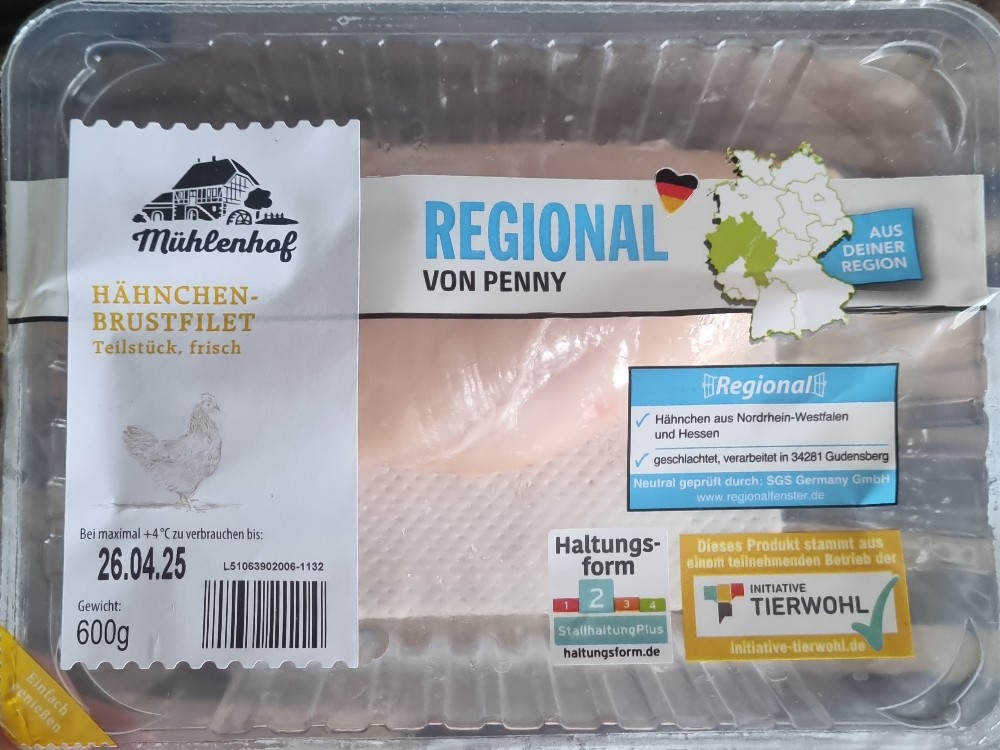 Mühlenhof
HÄHNCHEN-
BRUSTFILET
Teilstück, frisch
Bei maximal +4 °C zu verbrauchen bis:
26.04.25
L51063902006-1132
Gewicht:
600g
Einfach
genießen
REGIONAL
VON PENNY
AUS
DEINER
REGION
Regional
Hähnchen aus Nordrhein-Westfalen
und Hessen
geschlachtet, verarbeitet in 34281 Gudensberg
Neutral geprüft durch: SGS Germany GmbH
www.regionalfenster.de
Haltungs-
form
1 2 3 4
StallhaltungPlus
haltungsform.de
Dieses Produkt stammt aus
einem teilnehmenden Betrieb der
INITIATIVE
TIERWOHL
initiative-tierwohl.de